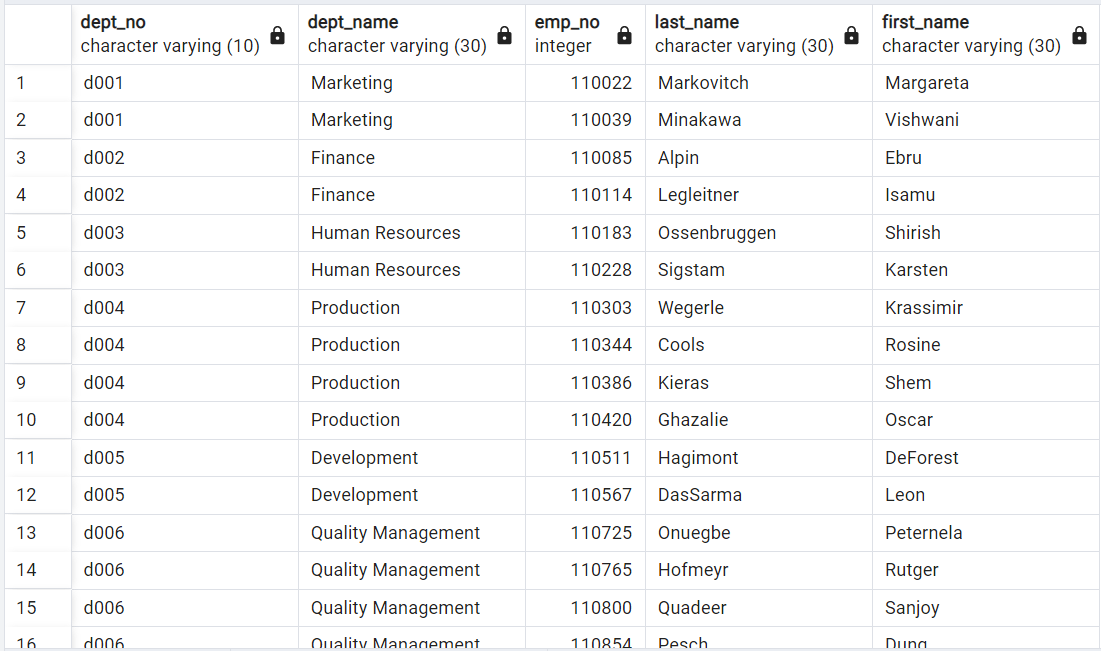 dept_no dept_name emp_no last_name first_name
character varying (10) character varying (30) integer character varying (30) character varying (30)
1 d001 Marketing 110022 Markovitch Margareta
2 d001 Marketing 110039 Minakawa Vishwani
3 d002 Finance 110085 Alpin Ebru
4 d002 Finance 110114 Legleitner Isamu
5 d003 Human Resources 110183 Ossenbruggen Shirish
6 d003 Human Resources 110228 Sigstam Karsten
7 d004 Production 110303 Wegerle Krassimir
8 d004 Production 110344 Cools Rosine
9 d004 Production 110386 Kieras Shem
10 d004 Production 110420 Ghazalie Oscar
11 d005 Development 110511 Hagimont DeForest
12 d005 Development 110567 DasSarma Leon
13 d006 Quality Management 110725 Onuegbe Peternela
14 d006 Quality Management 110765 Hofmeyr Rutger
15 d006 Quality Management 110800 Quadeer Sanjoy
16 d006 Quality Management 110854 Pesch Dung